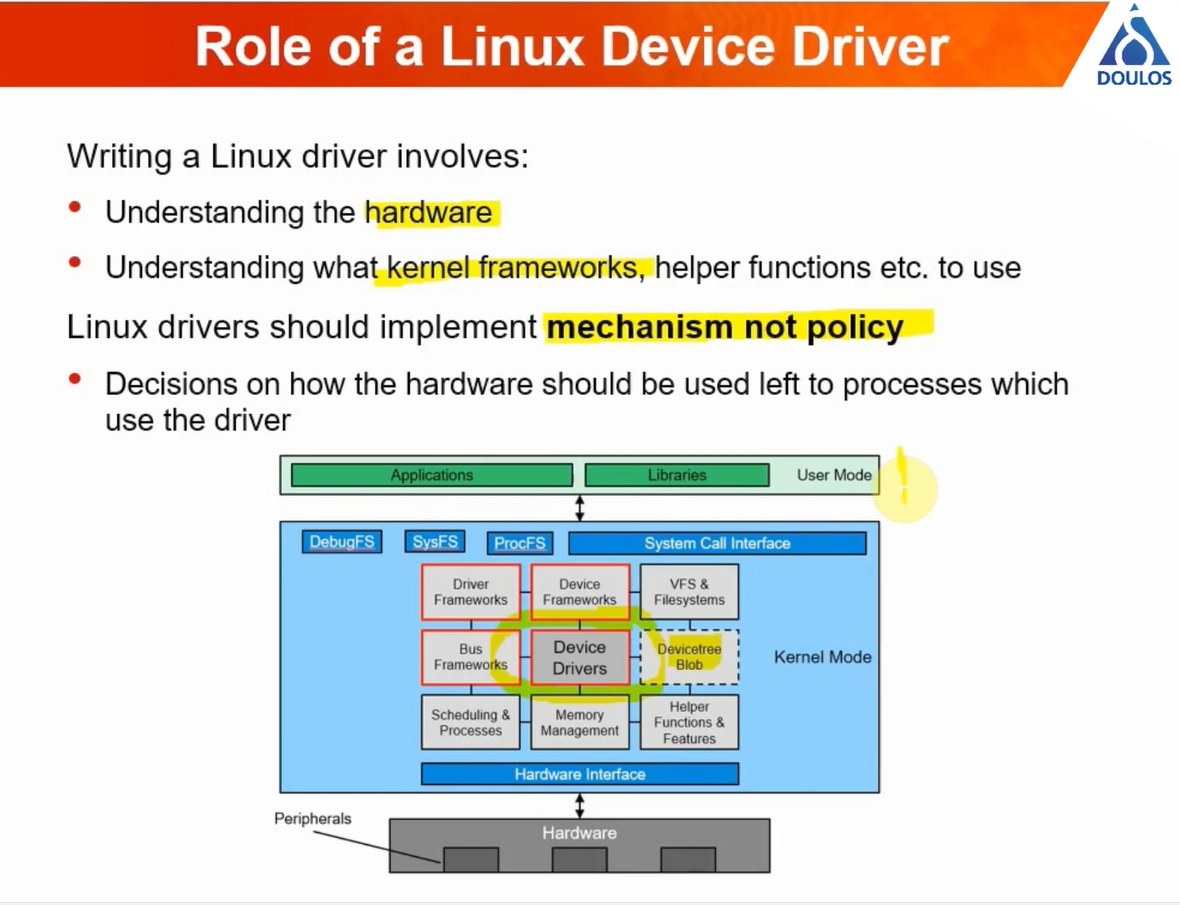 Role of a Linux Device Driver
DOULOS
Writing a Linux driver involves:
• Understanding the hardware
• Understanding what kernel frameworks, helper functions etc. to use
Linux drivers should implement mechanism not policy
• Decisions on how the hardware should be used left to processes which
use the driver
Applications
Libraries
User Mode
!
DebugFS
SysFS
ProcFS
System Call Interface
Driver
Frameworks
Device
Frameworks
VFS &
Filesystems
Bus
Frameworks
Device
Drivers
Devicetree
Blob
Kernel Mode
Scheduling &
Processes
Memory
Management
Helper
Functions &
Features
Hardware Interface
Peripherals
Hardware